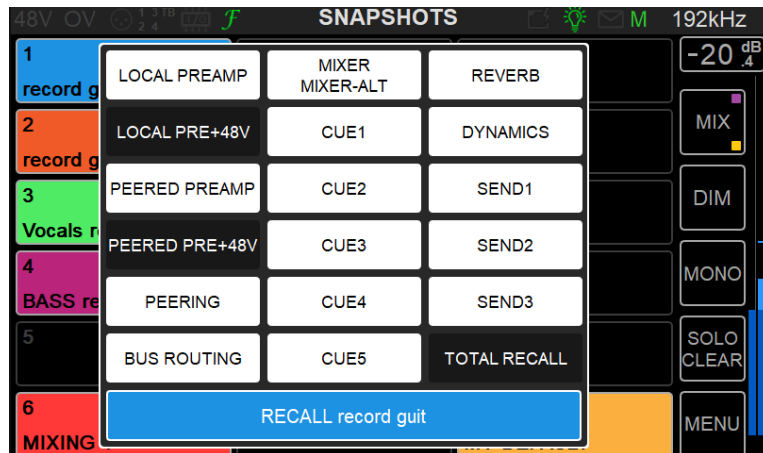 48V OV 1 3 TB 2 4 F SNAPSHOTS M 192kHz
-20 dB .4
1
record g
LOCAL PREAMP
MIXER
MIXER-ALT
REVERB
2
record g
LOCAL PRE+48V
CUE1
DYNAMICS
MIX
3
Vocals r
PEERED PREAMP
CUE2
SEND1
DIM
4
BASS re
PEERED PRE+48V
CUE3
SEND2
MONO
PEERING
CUE4
SEND3
5
BUS ROUTING
CUE5
TOTAL RECALL
SOLO
CLEAR
6
MIXING
RECALL record guit
MENU